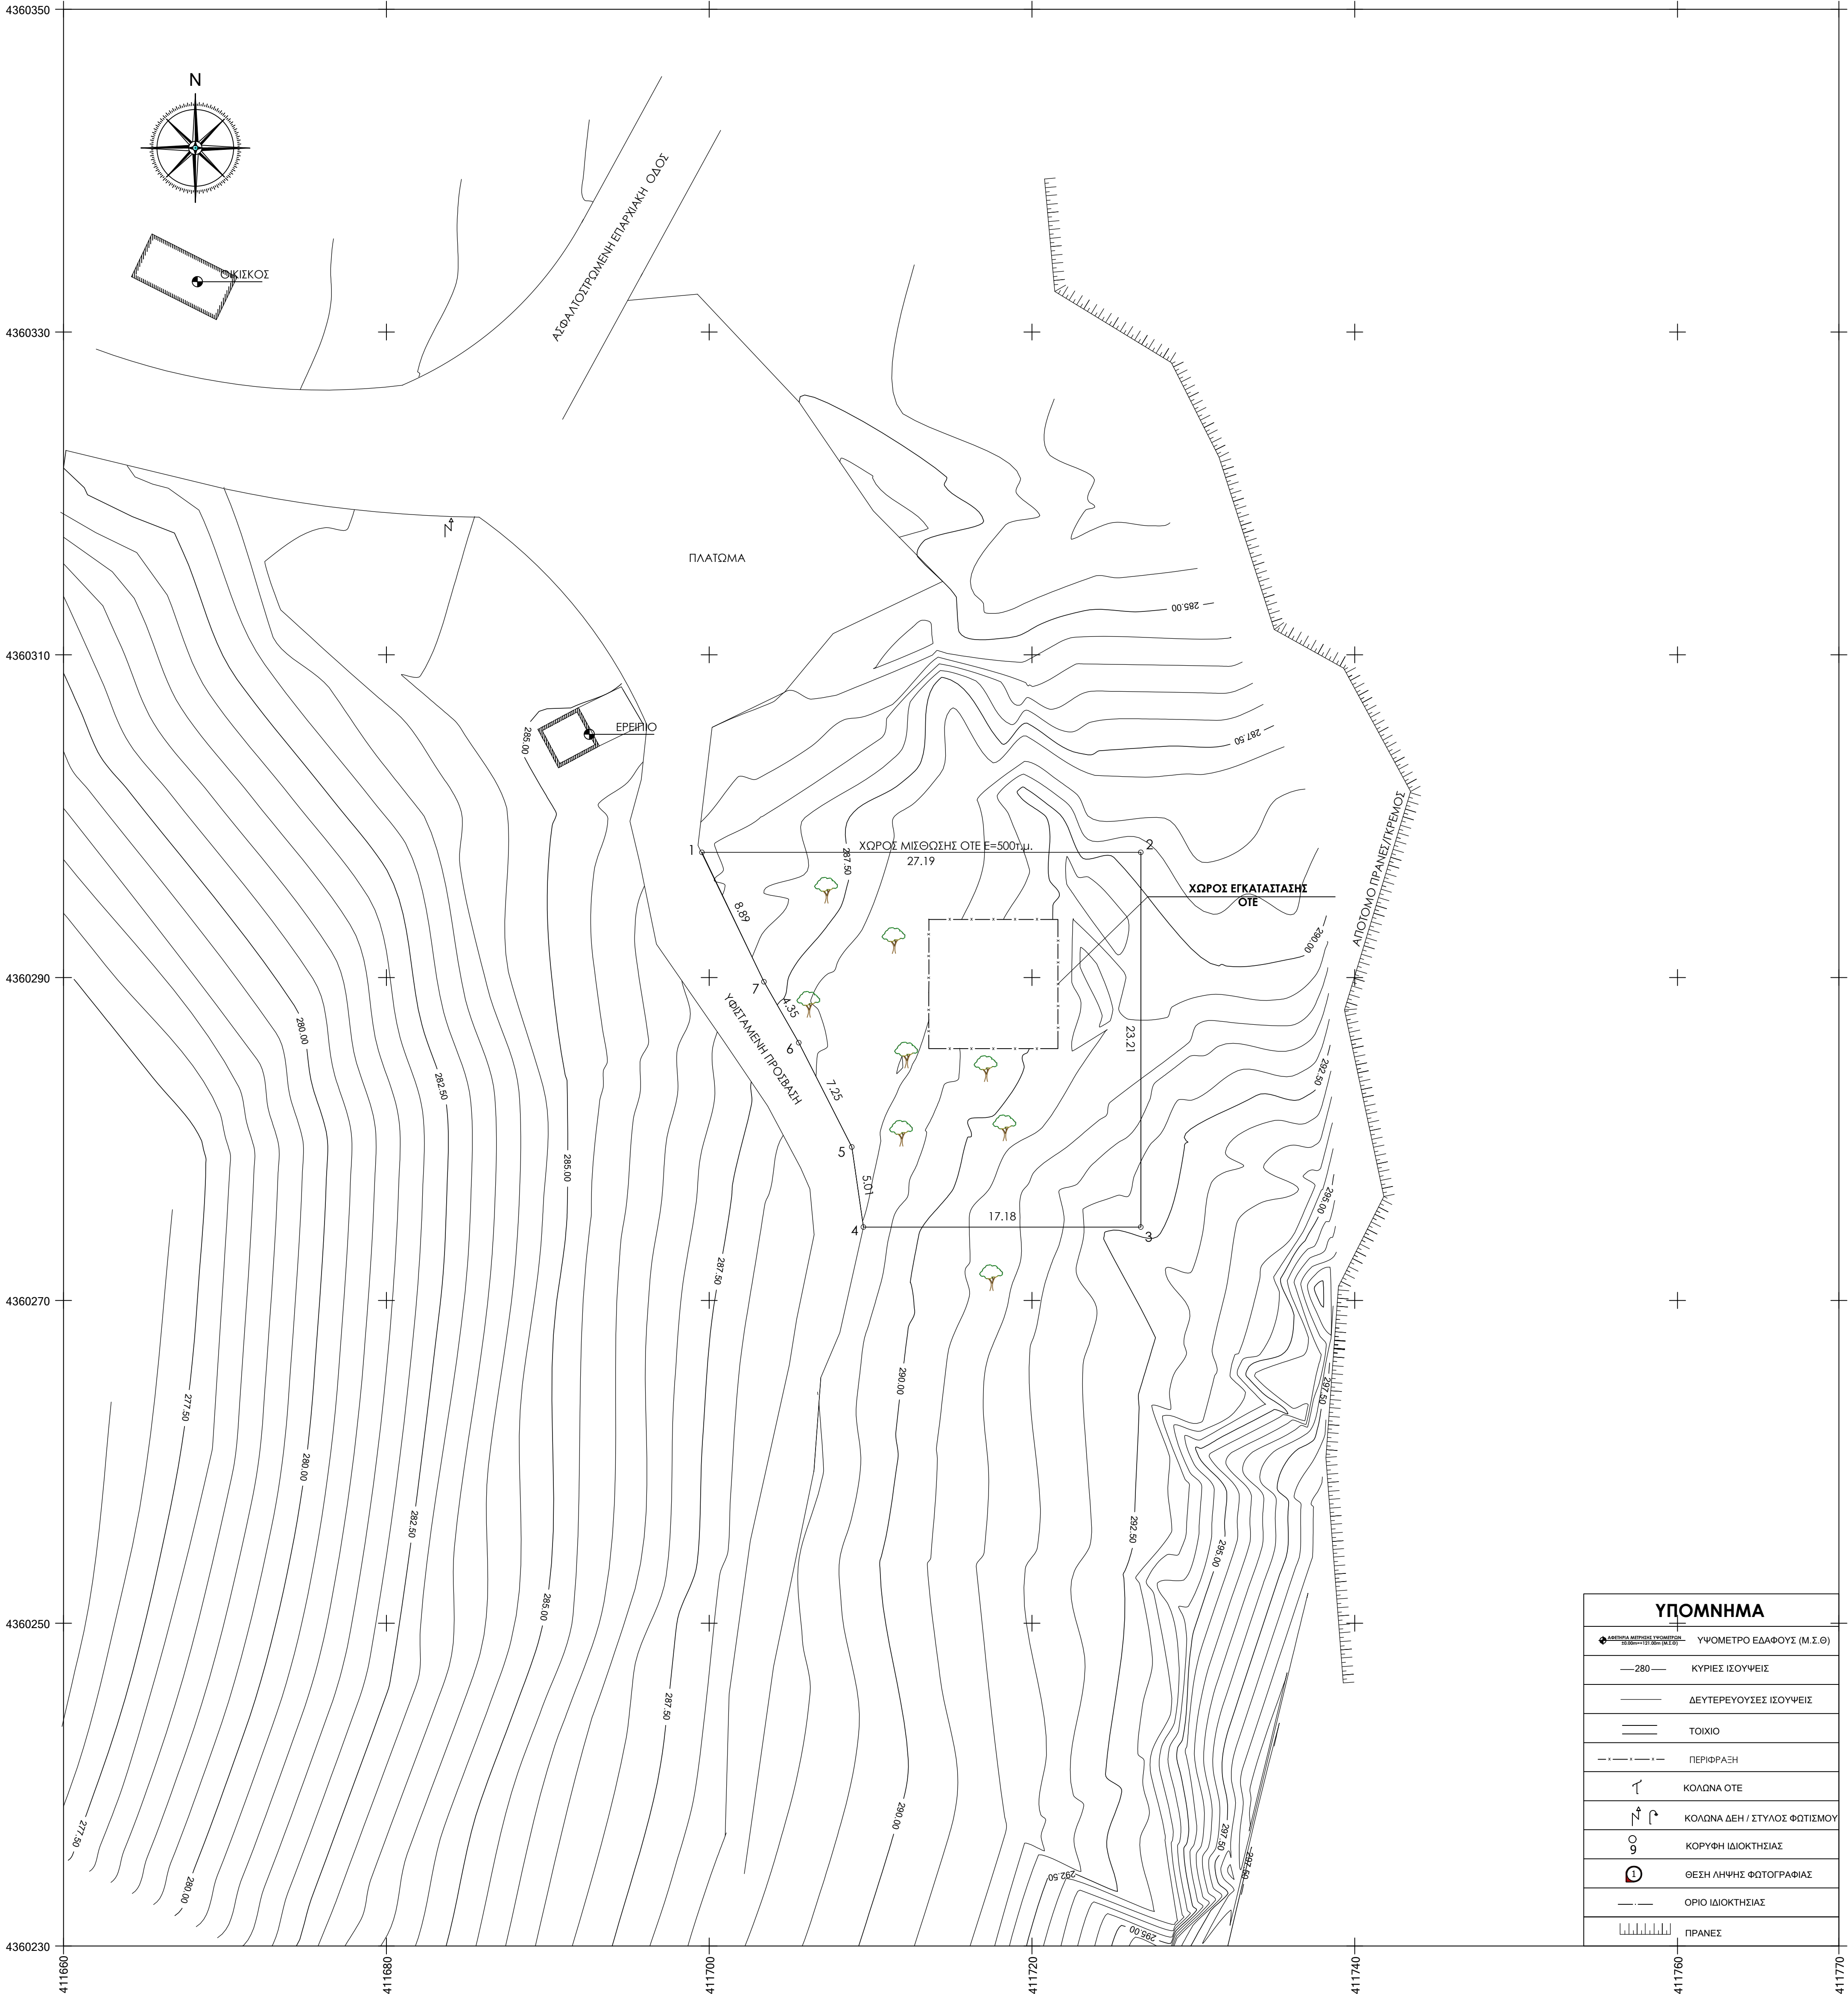 4360350
N
ΑΣΦΑΛΤΟΣΤΡΩΜΕΝΗ ΕΠΑΡΧΙΑΚΗ ΟΔΟΣ
ΟΙΚΙΣΚΟΣ
4360330
ΠΛΑΤΩΜΑ
285.00
4360310
ΕΡΕΙΠΙΟ
285.00
287.50
ΑΠΟΤΟΜΟ ΠΡΑΝΕΣ/ΓΚΡΕΜΟΣ
1
ΧΩΡΟΣ ΜΙΣΘΩΣΗΣ ΟΤΕ Ε=500τ.μ.
2
27.19
287.50
ΧΩΡΟΣ ΕΓΚΑΤΑΣΤΑΣΗΣ
ΟΤΕ
8.89
290.00
4360290
7
4.35
ΥΦΙΣΤΑΜΕΝΗ ΠΡΟΣΒΑΣΗ
280.00
23.21
6
292.50
282.50
7.25
5
285.00
5.01
295.00
17.18
4
3
287.50
4360270
290.00
297.50
277.50
280.00
282.50
292.50
295.00
285.00
4360250
287.50
290.00
277.50
297.50
297.50
292.50
280.00
295.00
4360230
ΥΠΟΜΝΗΜΑ
ΑΦΕΤΗΡΙΑ ΜΕΤΡΗΣΗΣ ΥΨΟΜΕΤΡΩΝ
±0.00m=+121.00m (Μ.Σ.Θ)
ΥΨΟΜΕΤΡΟ ΕΔΑΦΟΥΣ (Μ.Σ.Θ)
280
ΚΥΡΙΕΣ ΙΣΟΥΨΕΙΣ
ΔΕΥΤΕΡΕΥΟΥΣΕΣ ΙΣΟΥΨΕΙΣ
ΤΟΙΧΙΟ
ΠΕΡΙΦΡΑΞΗ
ΚΟΛΩΝΑ ΟΤΕ
ΚΟΛΩΝΑ ΔΕΗ / ΣΤΥΛΟΣ ΦΩΤΙΣΜΟΥ
9
ΚΟΡΥΦΗ ΙΔΙΟΚΤΗΣΙΑΣ
1
ΘΕΣΗ ΛΗΨΗΣ ΦΩΤΟΓΡΑΦΙΑΣ
ΟΡΙΟ ΙΔΙΟΚΤΗΣΙΑΣ
ΠΡΑΝΕΣ
411660
411680
411700
411720
411740
411760
411770